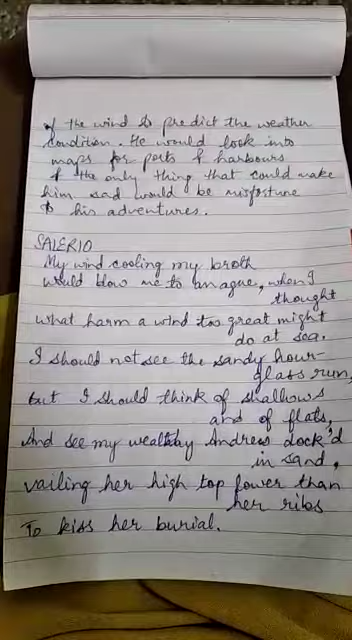 of the wind to predict the weather
condition. He would look into
maps for ports & harbours
& the only thing that could make
him sad would be misfortune
to his adventures.
SALERIO
My wind cooling my broth
would blow me to an ague, when I
thought
what harm a wind too great might
do at sea.
I should not see the sandy hour-
glass run,
but I should think of shallows
and of flats,
And see my wealthy Andrew dock'd
in sand,
vailing her high top lower than
her ribs
To kiss her burial.